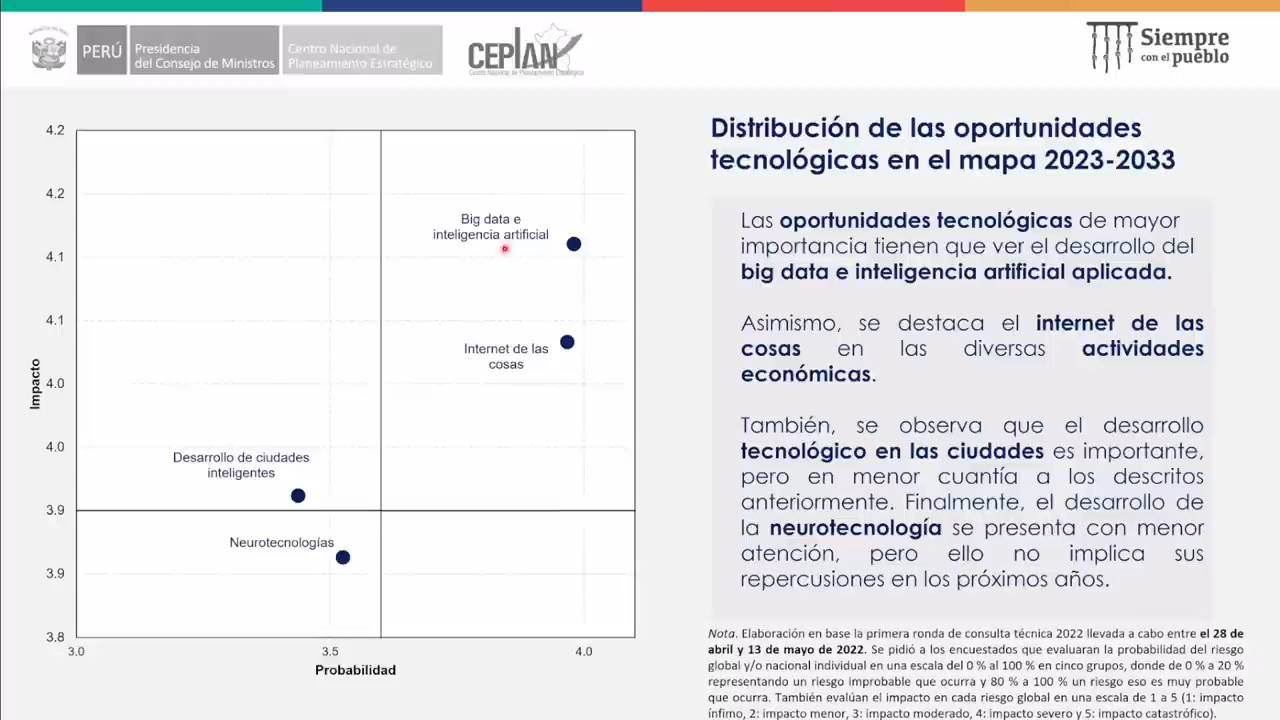 PERÚ
Presidencia
del Consejo de Ministros
Centro Nacional de
Planeamiento Estratégico
CEPLAN
Centro Nacional de Planeamiento Estratégico
Siempre
con el pueblo
Distribución de las oportunidades
tecnológicas en el mapa 2023-2033
4.2
4.2
4.1
4.1
4.0
4.0
3.9
3.9
3.8
Impacto
Big data e
inteligencia artificial
Internet de las
cosas
Desarrollo de ciudades
inteligentes
Neurotecnologías
3.0
3.5
4.0
Probabilidad
Las oportunidades tecnológicas de mayor
importancia tienen que ver el desarrollo del
big data e inteligencia artificial aplicada.
Asimismo, se destaca el internet de las
cosas en las diversas actividades
económicas.
También, se observa que el desarrollo
tecnológico en las ciudades es importante,
pero en menor cuantía a los descritos
anteriormente. Finalmente, el desarrollo de
la neurotecnología se presenta con menor
atención, pero ello no implica sus
repercusiones en los próximos años.
Nota. Elaboración en base la primera ronda de consulta técnica 2022 llevada a cabo entre el 28 de
abril y 13 de mayo de 2022. Se pidió a los encuestados que evaluaran la probabilidad del riesgo
global y/o nacional individual en una escala del 0 % al 100 % en cinco grupos, donde de 0 % a 20 %
representando un riesgo improbable que ocurra y 80 % a 100 % un riesgo eso es muy probable
que ocurra. También evalúan el impacto en cada riesgo global en una escala de 1 a 5 (1: impacto
ínfimo, 2: impacto menor, 3: impacto moderado, 4: impacto severo y 5: impacto catastrófico).